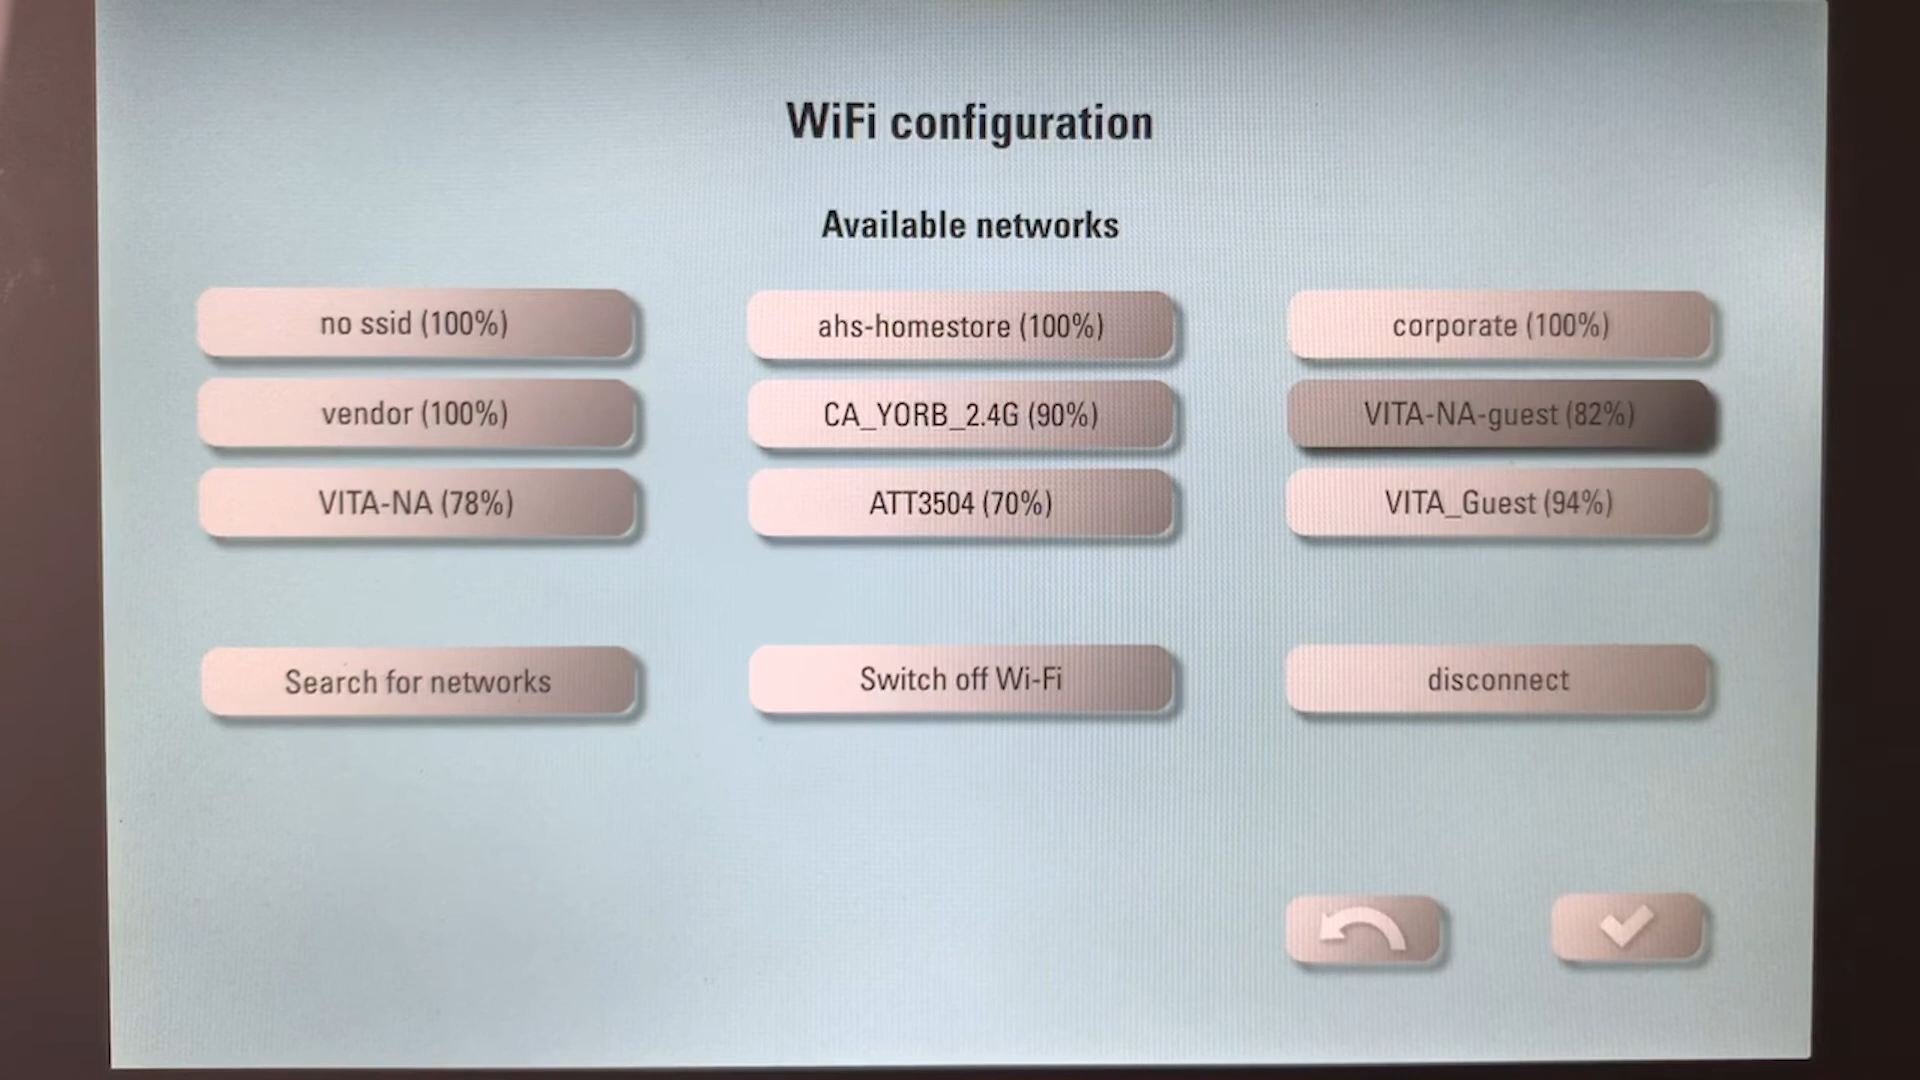 WiFi configuration
Available networks
no ssid (100%)
ahs-homestore (100%)
corporate (100%)
vendor (100%)
CA_YORB_2.4G (90%)
VITA-NA-guest (82%)
VITA-NA (78%)
ATT3504 (70%)
VITA_Guest (94%)
Search for networks
Switch off Wi-Fi
disconnect